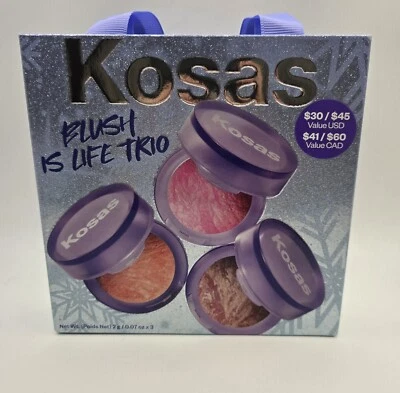 Kosas
BLUSH
IS LIFE TRIO
$30 / $45
Value USD
$41 / $60
Value CAD
Kosas
Kosas
Kosas
Net Wt. | Poids Net | 2 g | 0.07 oz x 3